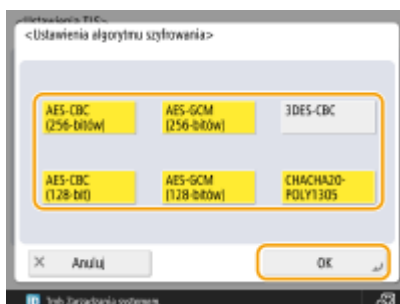 <Ustawienia TLS>
<Ustawienia algorytmu szyfrowania>
AES-CBC
(256-bitów)
AES-GCM
(256-bitów)
3DES-CBC
AES-CBC
(128-bit)
AES-GCM
(128-bitów)
CHACHA20-
POLY1305
× Anuluj
OK
Tryb Zarządzania systemem